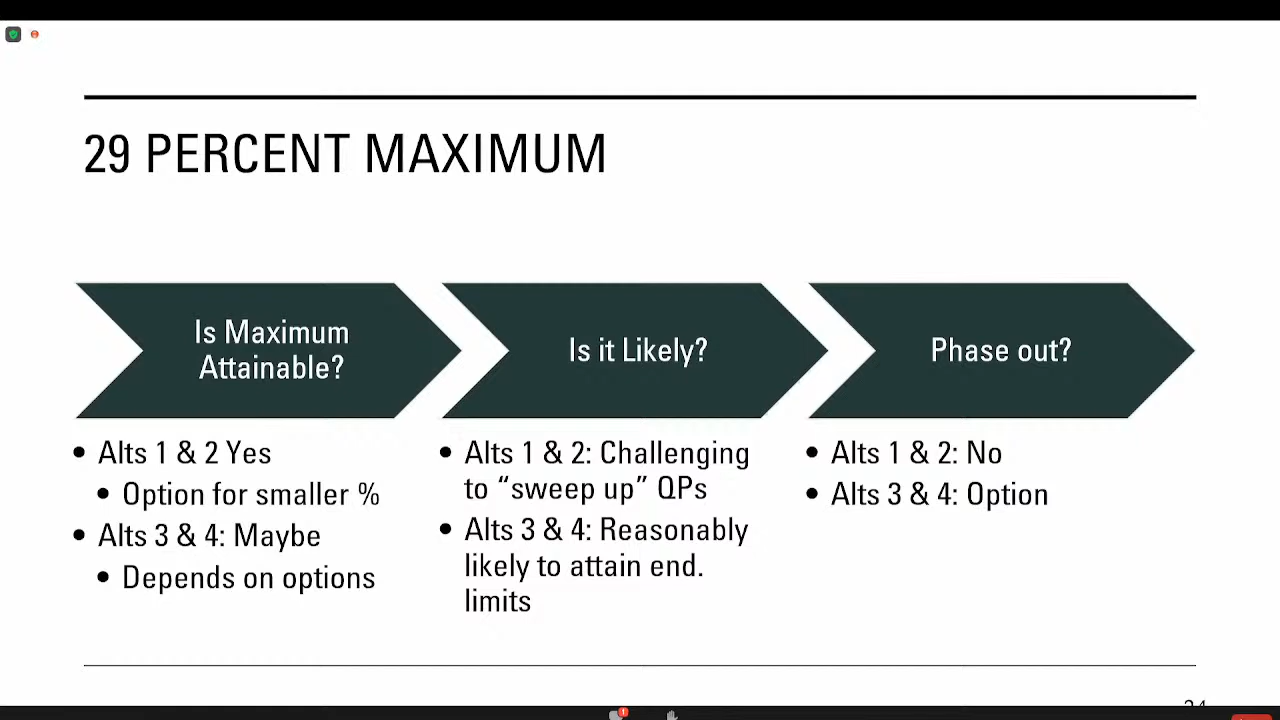 29 PERCENT MAXIMUM
Is Maximum
Attainable?
• Alts 1 & 2 Yes
• Option for smaller %
• Alts 3 & 4: Maybe
• Depends on options
Is it Likely?
• Alts 1 & 2: Challenging
to “sweep up” QPs
• Alts 3 & 4: Reasonably
likely to attain end.
limits
Phase out?
• Alts 1 & 2: No
• Alts 3 & 4: Option
1